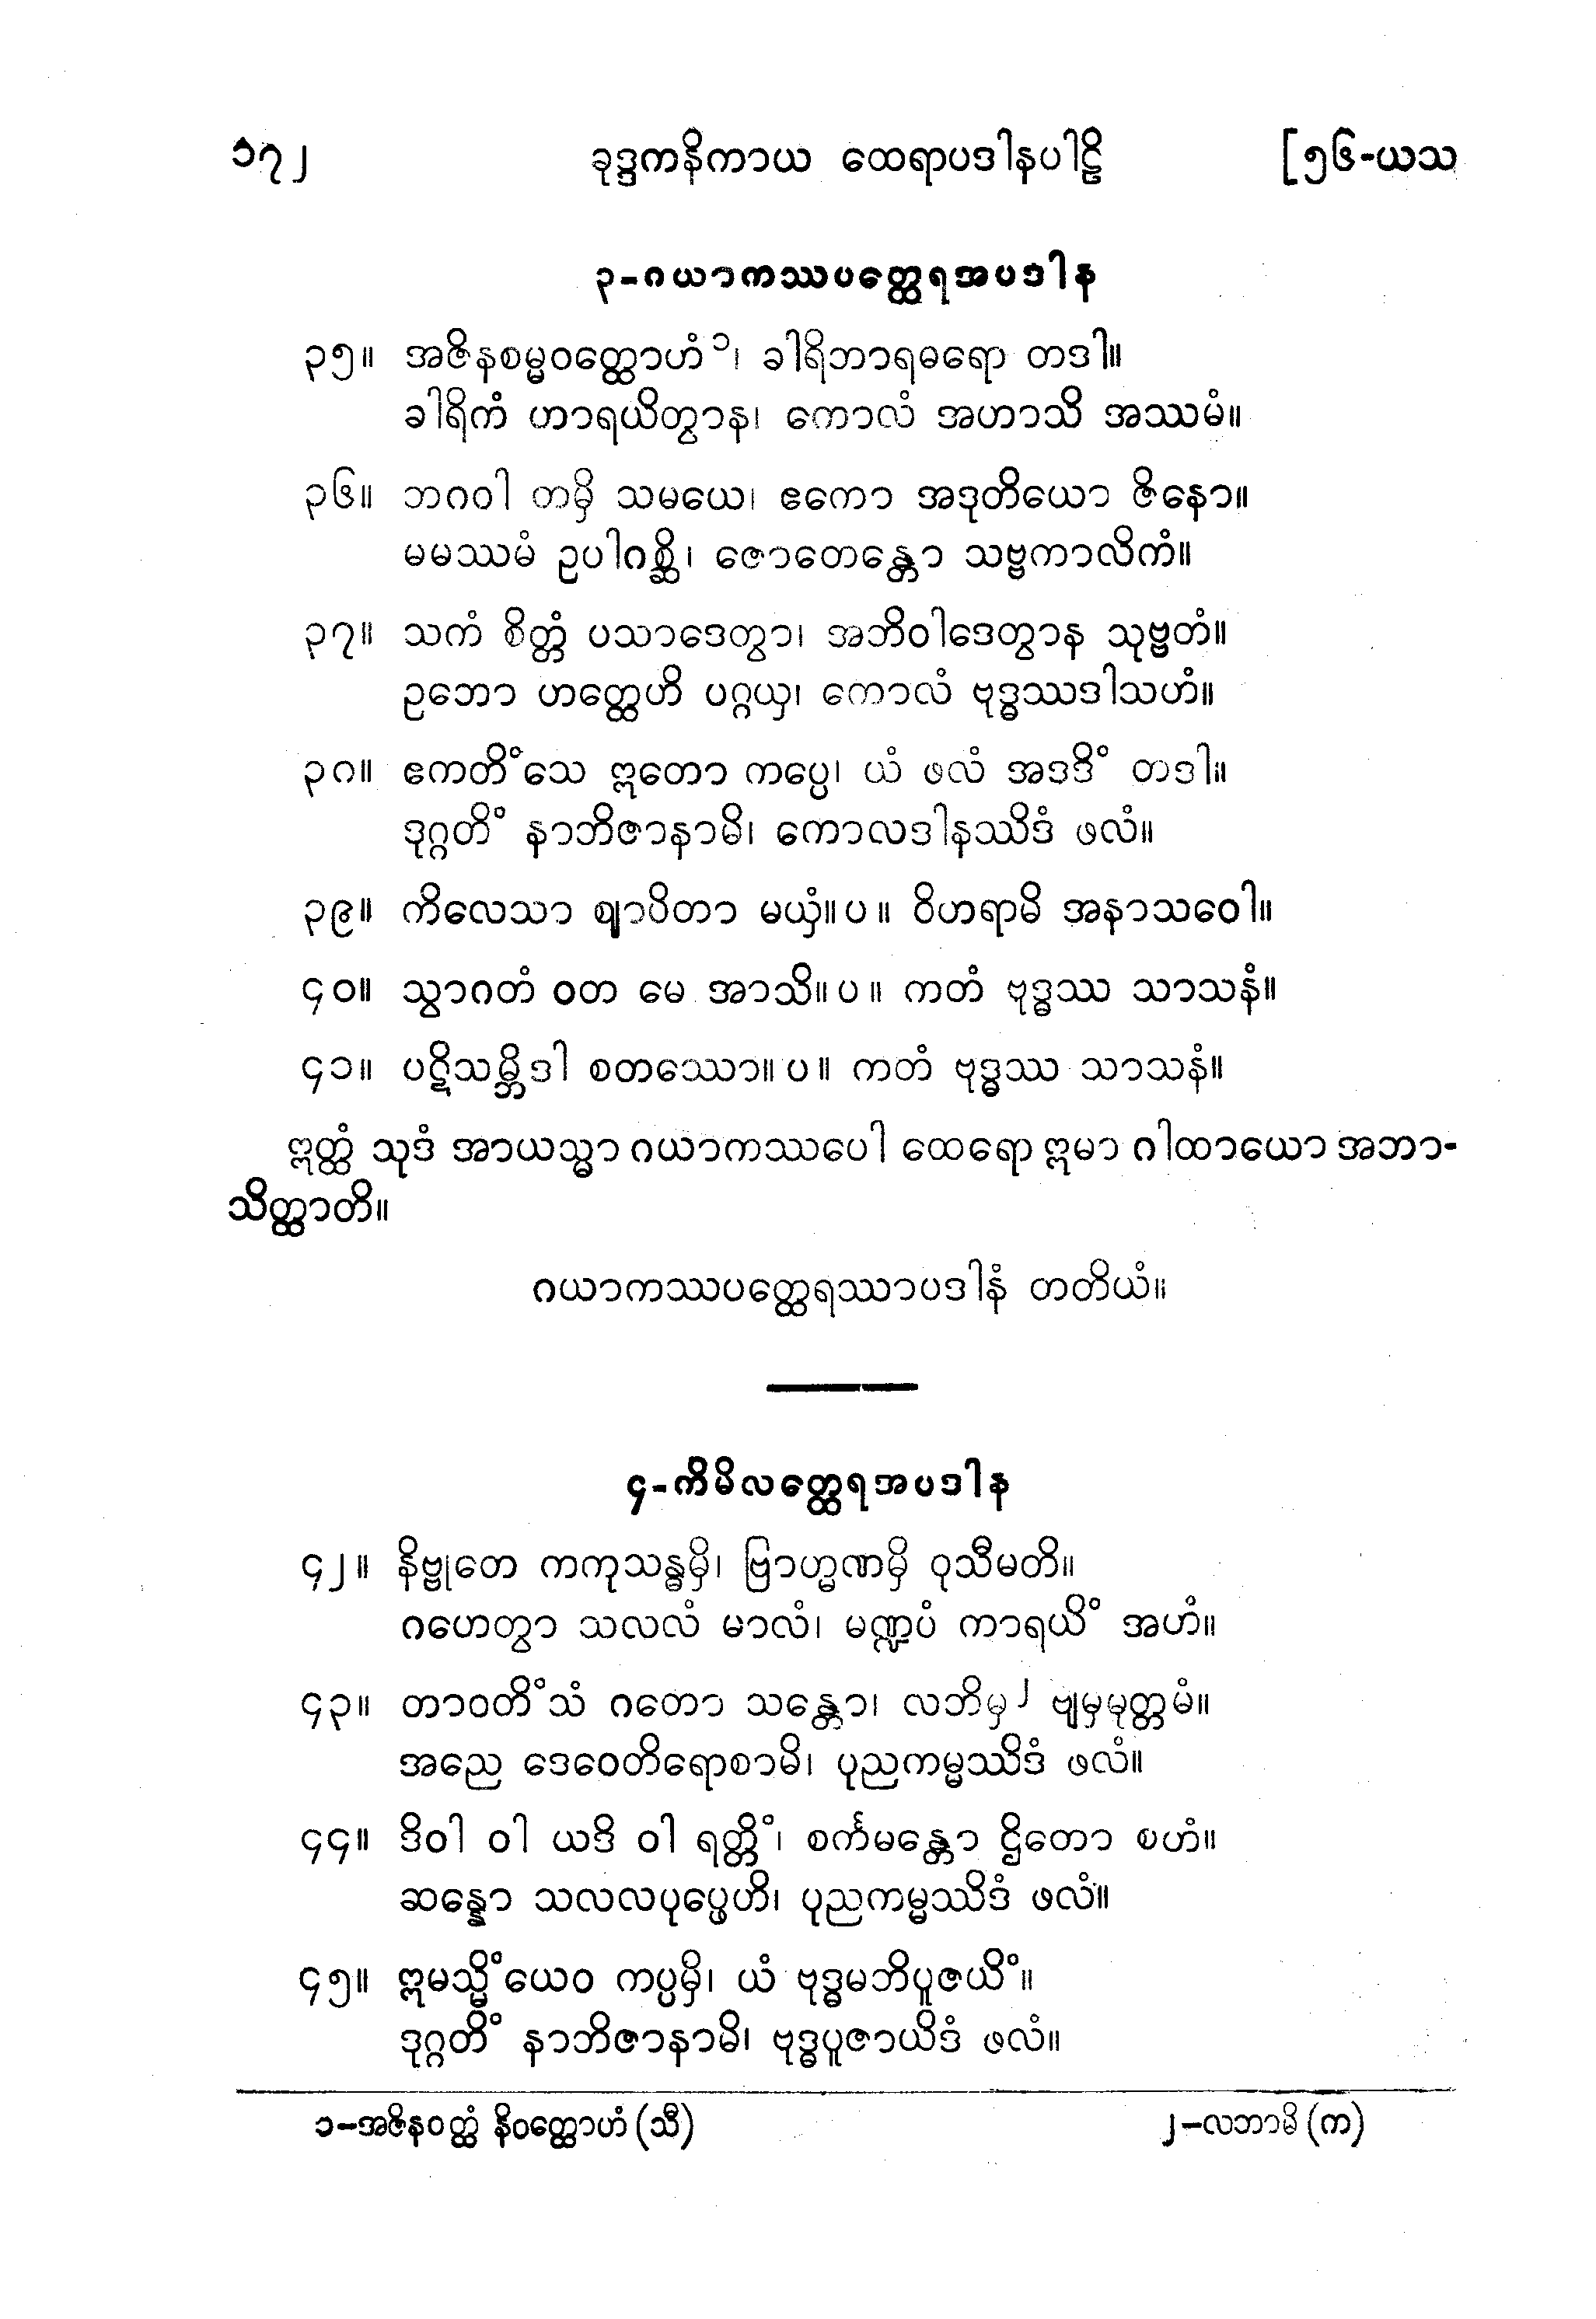 ၁၇၂ ခုဒ္ဒကနိကာယ ထေရာပဒါနပါဠိ [၅၆-ယသ
၃-ဂယာကဿပတ္ထေရအပဒါန
၃၅။ အဇိနစမ္မဝတ္ထောဟံ၁၊ ခါရိဘာရဓရော တဒါ။
ခါရိကံ ဟာရယိတွာန၊ ကောလံ အဟာသိ အဿမံ။
၃၆။ ဘဂဝါ တမှိ သမယေ၊ ဧကော အဒုတိယော ဇိနော။
မမဿမံ ဥပါဂစ္ဆိ၊ ဇောတေန္တော သဗ္ဗကာလိကံ။
၃၇။ သကံ စိတ္တံ ပသာဒေတွာ၊ အဘိဝါဒေတွာန သုဗ္ဗတံ။
ဥဘော ဟတ္ထေဟိ ပဂ္ဂယှ၊ ကောလံ ဗုဒ္ဓဿဒါသဟံ။
၃၈။ ဧကတိံသေ ဣတော ကပ္ပေ၊ ယံ ဖလံ အဒဒိံ တဒါ။
ဒုဂ္ဂတိံ နာဘိဇာနာမိ၊ ကောလဒါနဿိဒံ ဖလံ။
၃၉။ ကိလေသာ ဈာပိတာ မယှံ။ ပ။ ဝိဟရာမိ အနာသဝေါ။
၄၀။ သွာဂတံ ဝတ မေ အာသိ။ ပ။ ကတံ ဗုဒ္ဓဿ သာသနံ။
၄၁။ ပဋိသမ္ဘိဒါ စတဿော။ ပ။ ကတံ ဗုဒ္ဓဿ သာသနံ။
ဣတ္ထံ သုဒံ အာယသ္မာ ဂယာကဿပေါ ထေရော ဣမာ ဂါထာယော အဘာ-
သိတ္ထာတိ။
ဂယာကဿပတ္ထေရဿာပဒါနံ တတိယံ။
၄-ကိမိလတ္ထေရအပဒါန
၄၂။ နိဗ္ဗုတေ ကကုသန္ဓမှိ၊ ဗြာဟ္မဏမှိ ဝုသီမတိ။
ဂဟေတွာ သလလံ မာလံ၊ မဏ္ဍပံ ကာရယိံ အဟံ။
၄၃။ တာဝတိံသံ ဂတော သန္တော၊ လဘိမှ၂ ဗျမှမုတ္တမံ။
အညေ ဒေဝေတိရောစာမိ၊ ပုညကမ္မဿိဒံ ဖလံ။
၄၄။ ဒိဝါ ဝါ ယဒိ ဝါ ရတ္တိံ၊ စင်္ကမန္တော ဌိတော စဟံ။
ဆန္နော သလလပုပ္ဖေဟိ၊ ပုညကမ္မဿိဒံ ဖလံ။
၄၅။ ဣမသ္မိံယေဝ ကပ္ပမှိ၊ ယံ ဗုဒ္ဓမဘိပူဇယိံ။
ဒုဂ္ဂတိံ နာဘိဇာနာမိ၊ ဗုဒ္ဓပူဇာယိဒံ ဖလံ။
၁-အဇိနဝတ္ထံ နိဝတ္ထောဟံ (သီ) ၂-လဘာမိ (က)